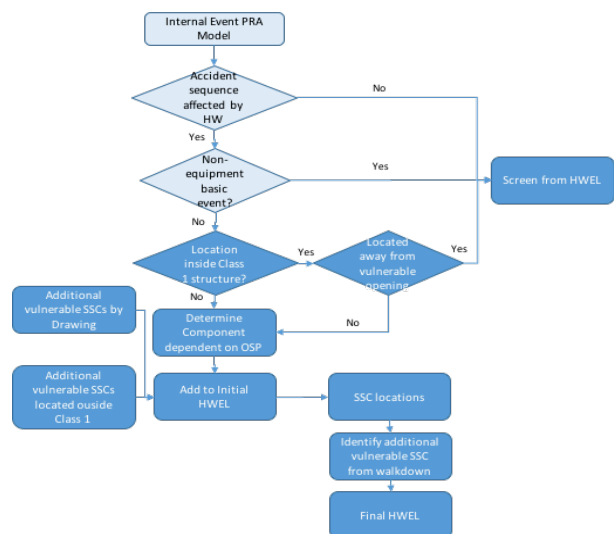 Internal Event PRA
Model
Accident
sequence
affected by
HW
No
Yes
Non-
equipment
basic
event?
Yes
Screen from HWEL
No
Location
inside Class
1 structure?
Yes
Located
away from
vulnerable
opening
Yes
No
No
Additional
vulnerable SSCs by
Drawing
Determine
Component
dependent on OSP
Additional
vulnerable SSCs
located ouside
Class 1
Add to Initial
HWEL
SSC locations
Identify additional
vulnerable SSC
from walkdown
Final HWEL